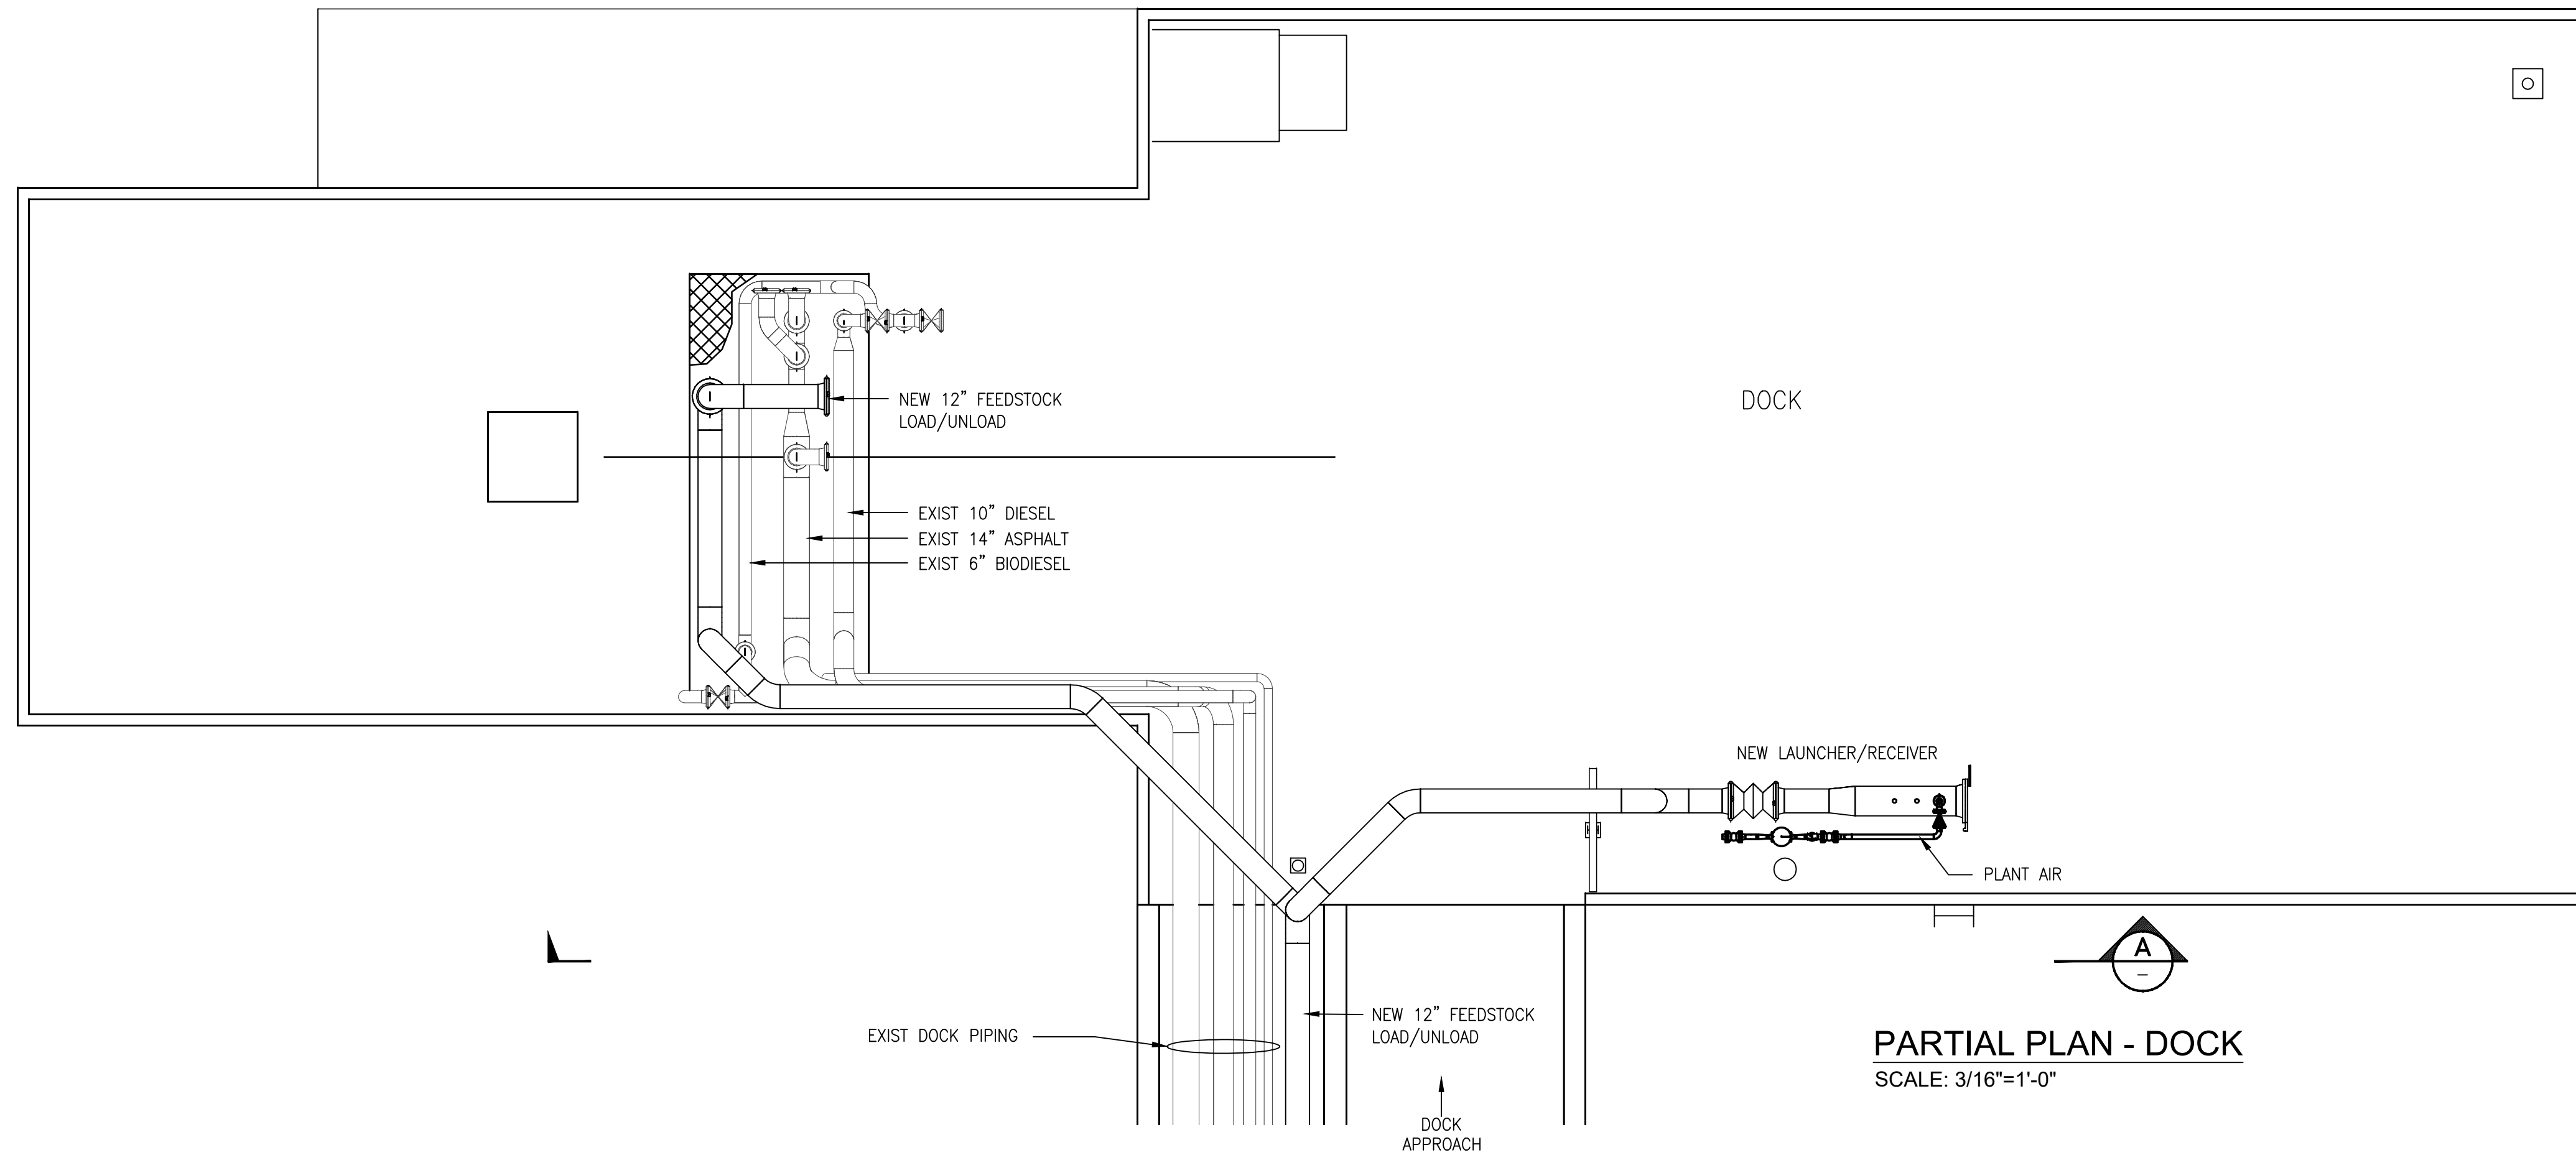 NEW 12” FEEDSTOCK
LOAD/UNLOAD
DOCK
EXIST 10” DIESEL
EXIST 14” ASPHALT
EXIST 6” BIODIESEL
NEW LAUNCHER/RECEIVER
PLANT AIR
A
–
NEW 12” FEEDSTOCK
LOAD/UNLOAD
EXIST DOCK PIPING
DOCK
APPROACH
PARTIAL PLAN - DOCK
SCALE: 3/16"=1'-0"